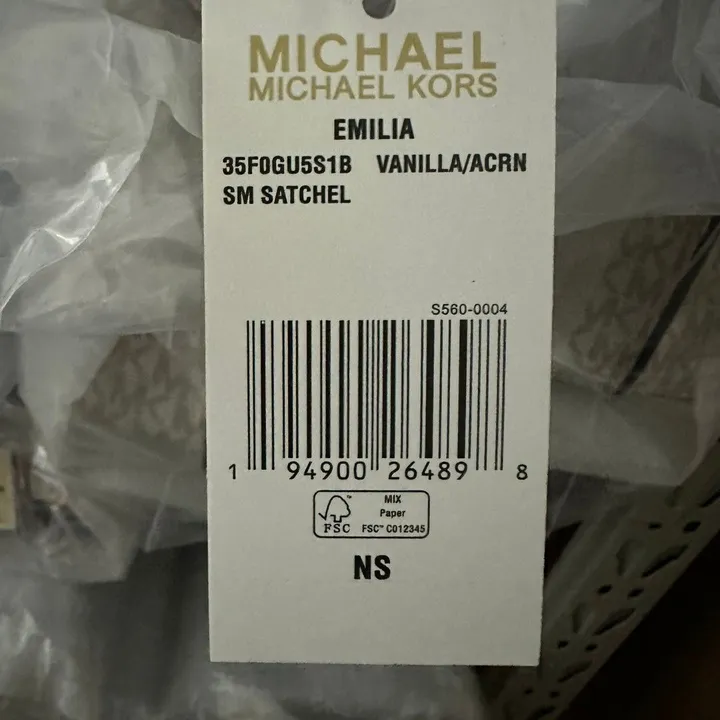 MICHAEL
MICHAEL KORS
EMILIA
35F0GU5S1B VANILLA/ACRN
SM SATCHEL
S560-0004
1 94900 26489 8
FSC
MIX
Paper
FSC™ C012345
NS